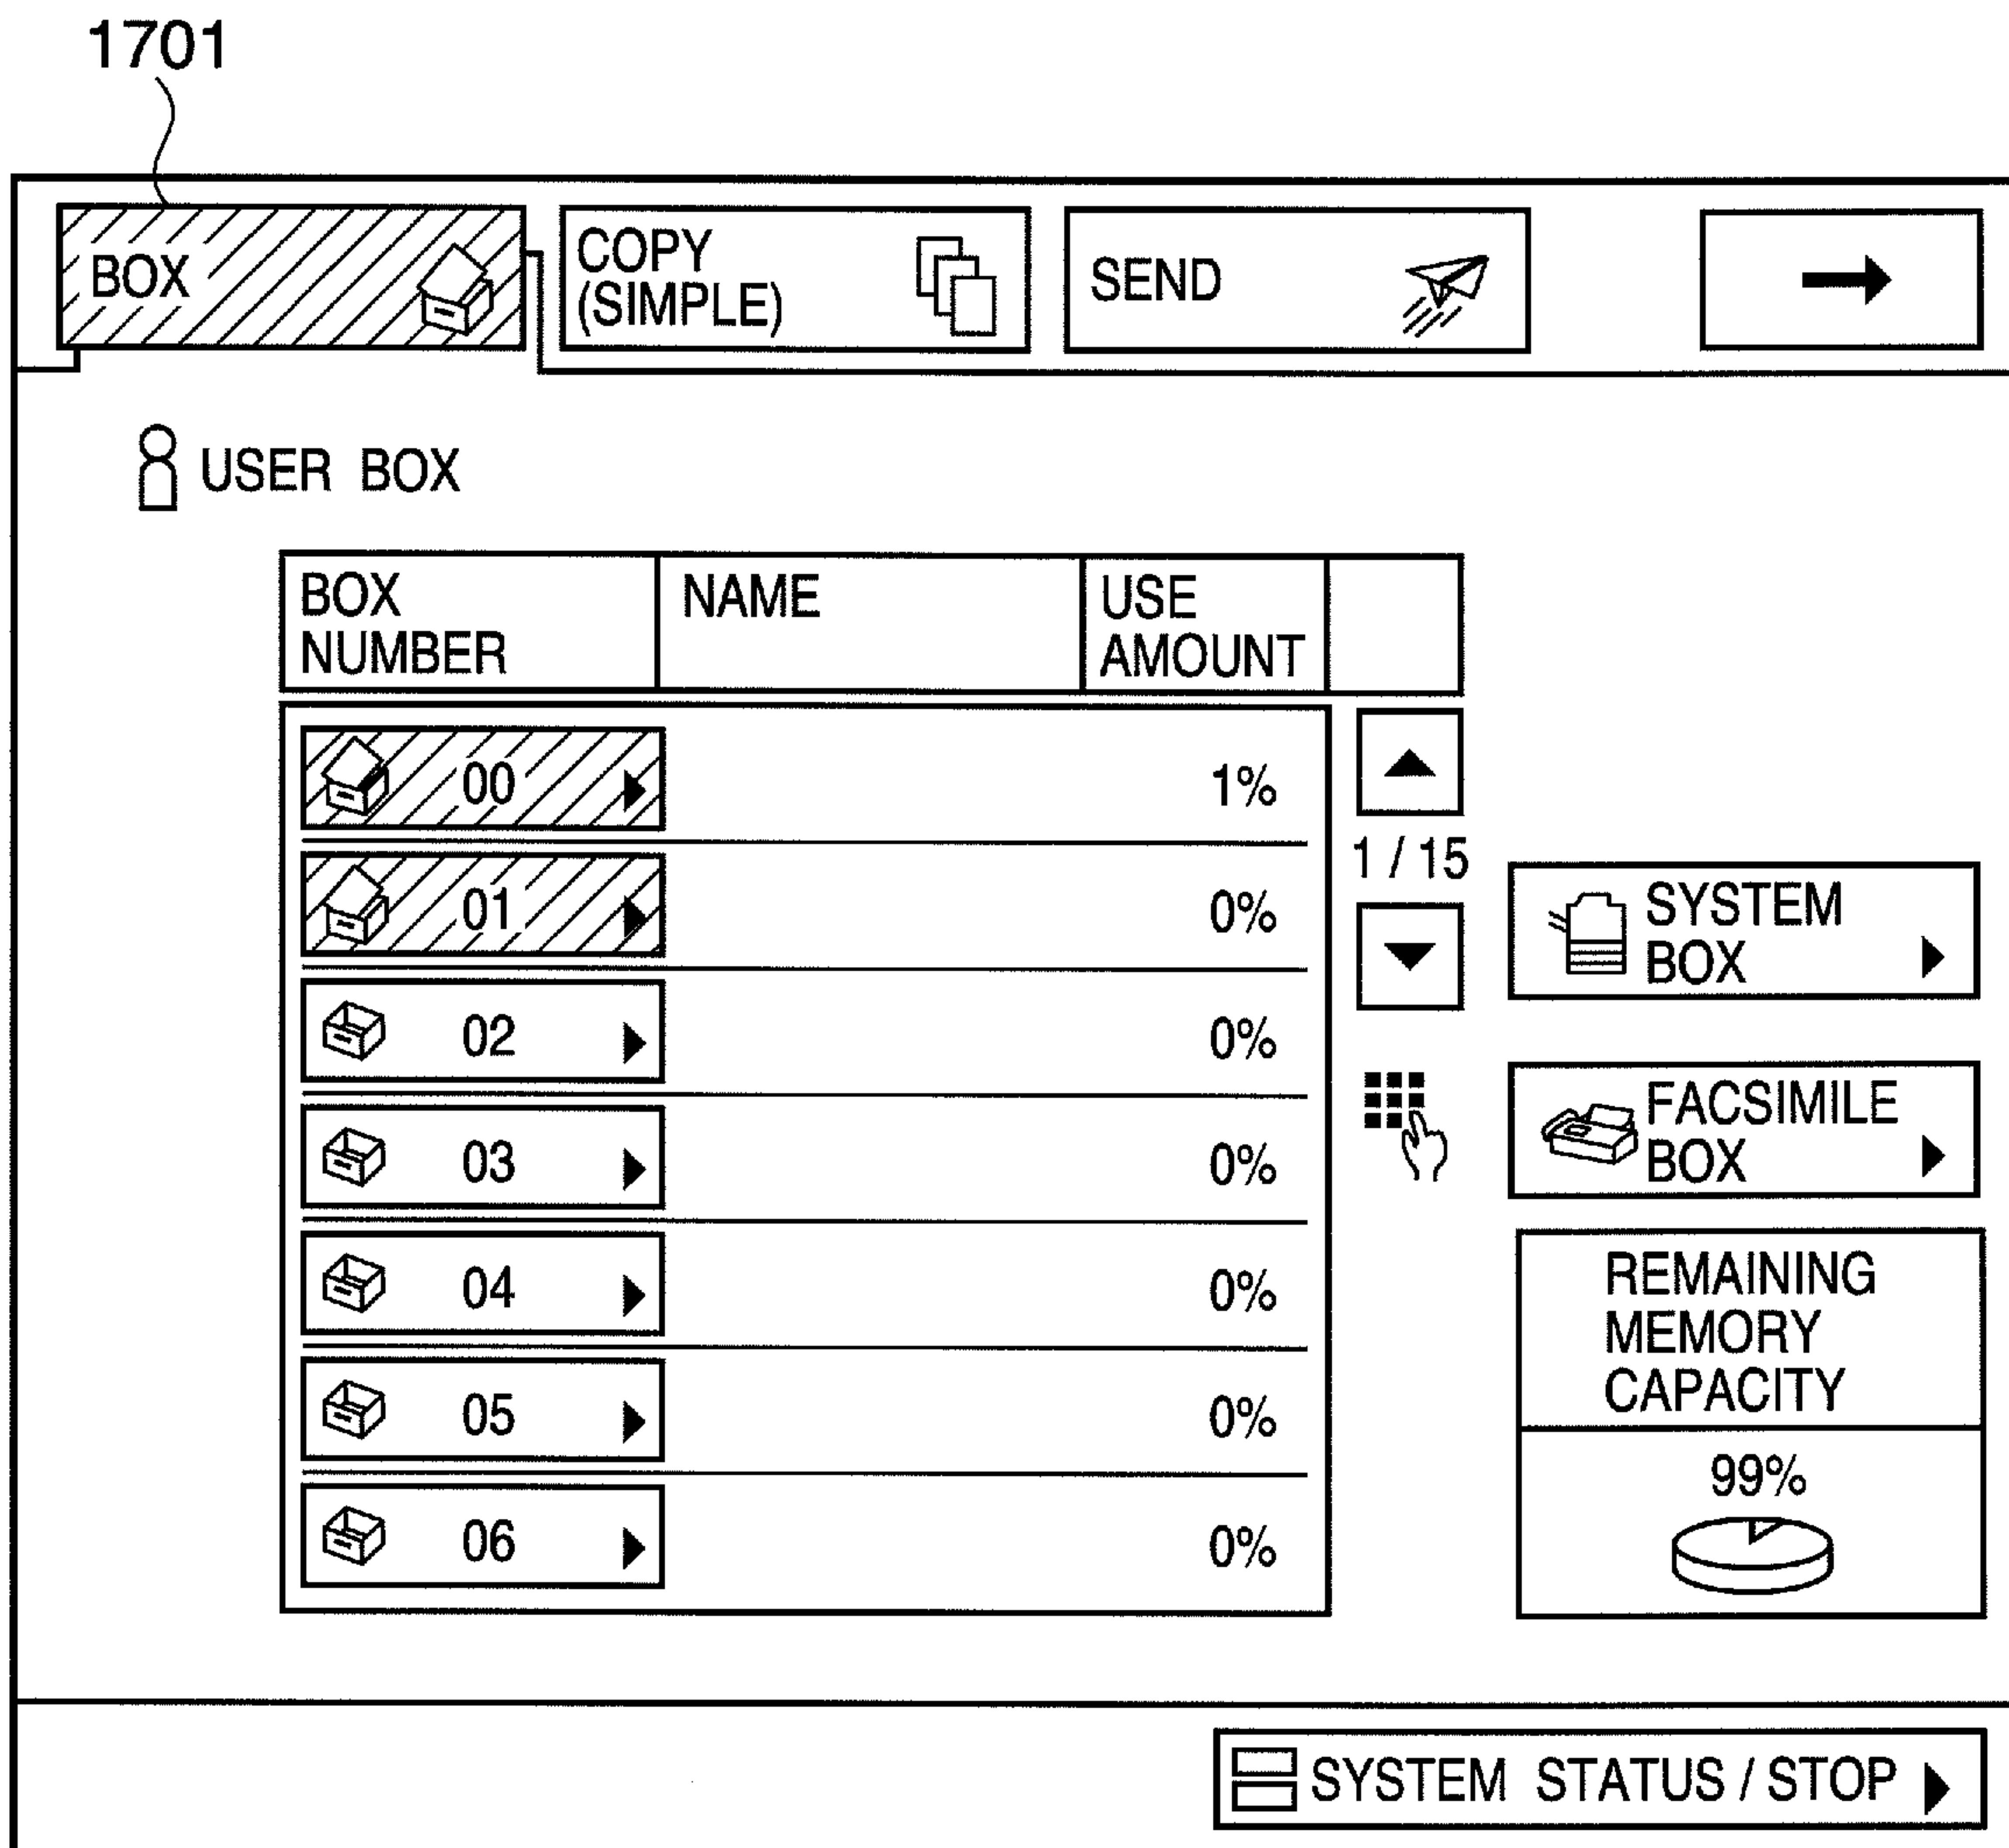 1701
BOX
COPY
(SIMPLE)
SEND
USER BOX
BOX
NUMBER
NAME
USE
AMOUNT
00
1%
01
0%
02
0%
03
0%
04
0%
05
0%
06
0%
1 / 15
SYSTEM
BOX
FACSIMILE
BOX
REMAINING
MEMORY
CAPACITY
99%
SYSTEM STATUS / STOP